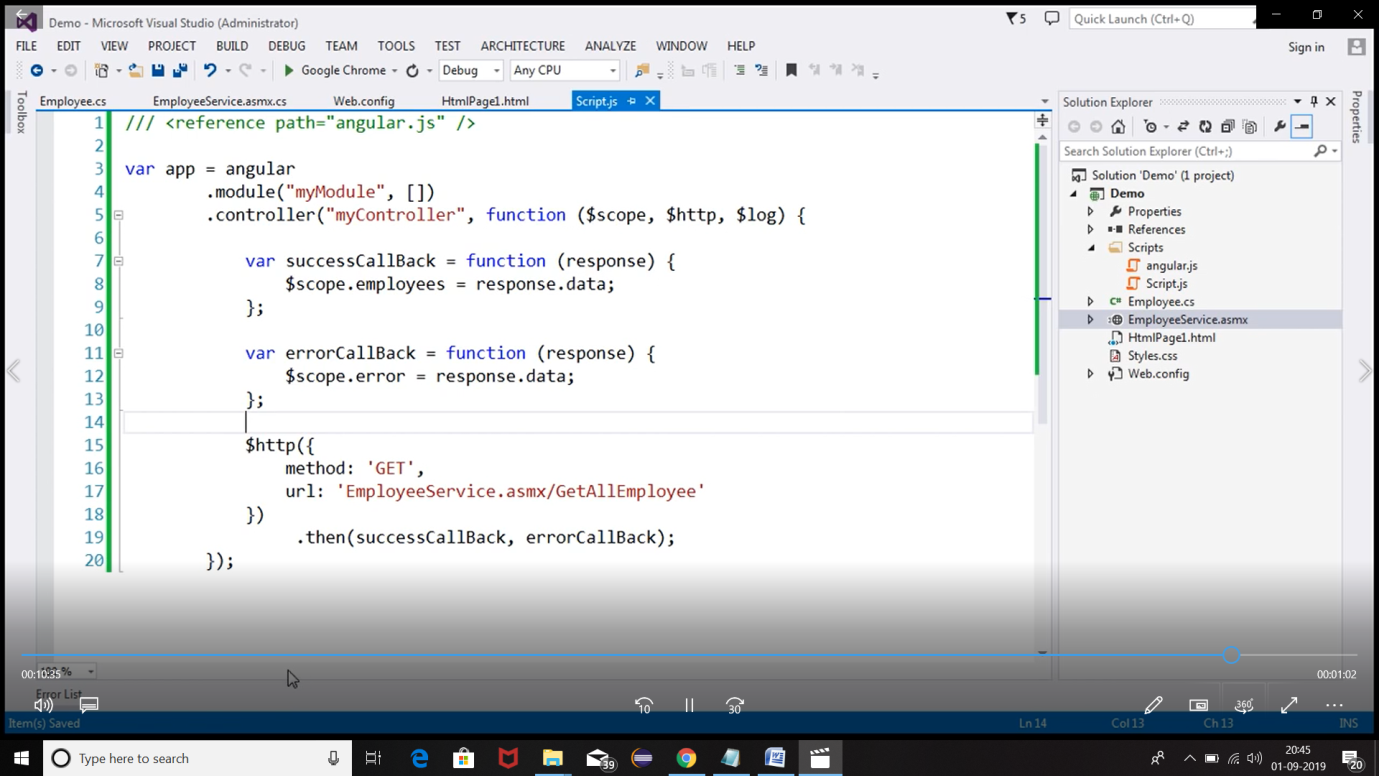 Demo - Microsoft Visual Studio (Administrator)
5
Quick Launch (Ctrl+Q)
FILE EDIT VIEW PROJECT BUILD DEBUG TEAM TOOLS TEST ARCHITECTURE ANALYZE WINDOW HELP
Sign in
Google Chrome Debug Any CPU
Toolbox
Employee.cs EmployeeService.asmx.cs Web.config HtmlPage1.html Script.js
1 /// <reference path="angular.js" />
2
3 var app = angular
4 .module("myModule", [])
5 .controller("myController", function ($scope, $http, $log) {
6
7 var successCallBack = function (response) {
8 $scope.employees = response.data;
9 };
10
11 var errorCallBack = function (response) {
12 $scope.error = response.data;
13 };
14
15 $http({
16 method: 'GET',
17 url: 'EmployeeService.asmx/GetAllEmployee'
18 })
19 .then(successCallBack, errorCallBack);
20 });
Solution Explorer
Search Solution Explorer (Ctrl+;)
Solution 'Demo' (1 project)
Demo
Properties
References
Scripts
angular.js
Script.js
Employee.cs
EmployeeService.asmx
HtmlPage1.html
Styles.css
Web.config
Properties
00:10:35
00:01:02
Error List
10
30
360°
Item(s) Saved
Ln 14 Col 13 Ch 13 INS
Type here to search
39
20:45
01-09-2019
20